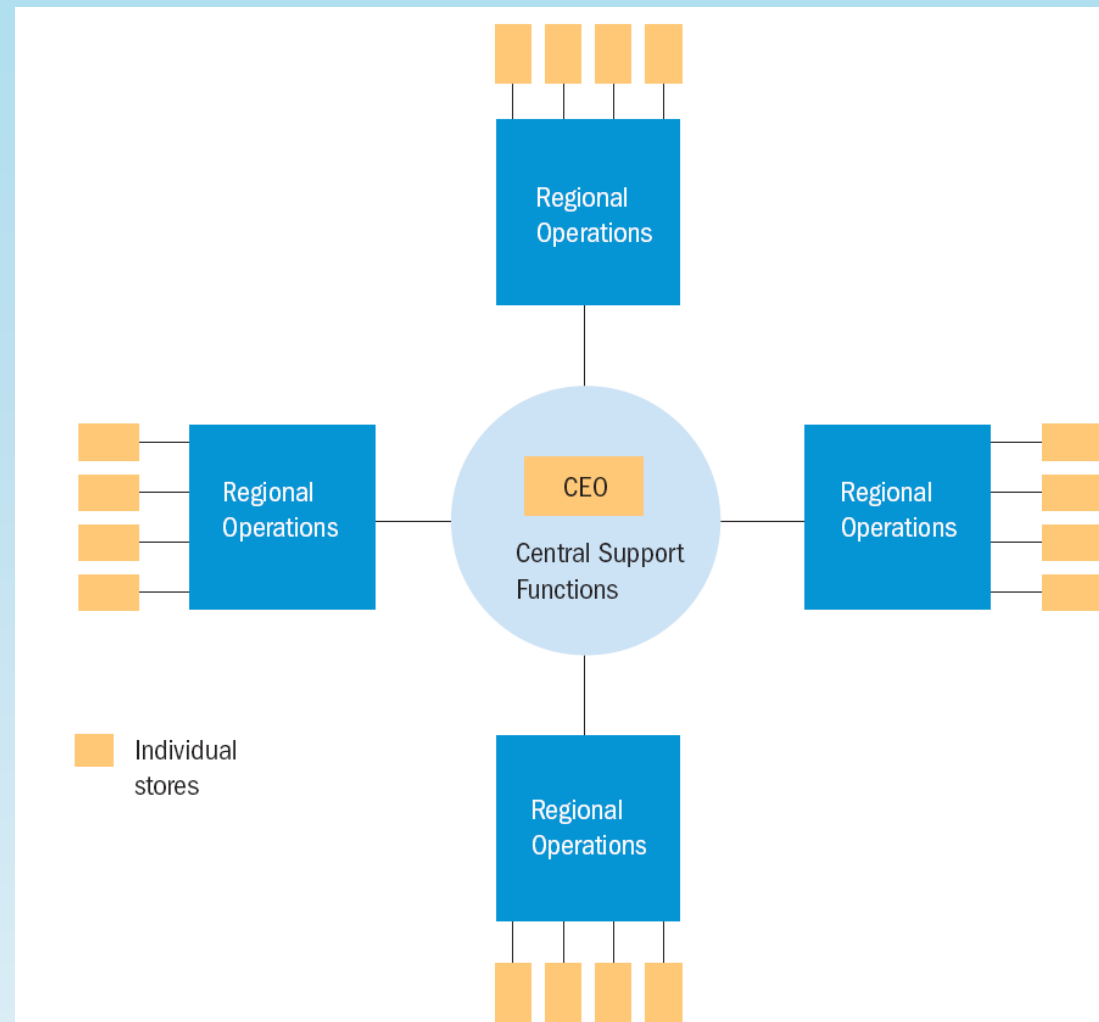 Regional
Operations
Regional
Operations
CEO
Central Support
Functions
Regional
Operations
Individual
stores
Regional
Operations